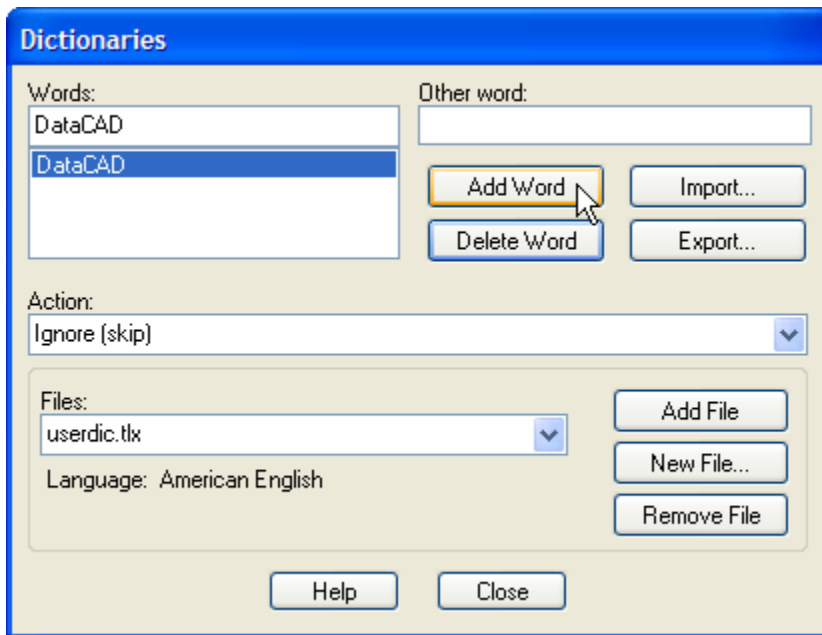 Dictionaries
Words:
Other word:
DataCAD
DataCAD
Add Word
Import...
Delete Word
Export...
Action:
Ignore (skip)
Files:
userdic.tlx
Language: American English
Add File
New File...
Remove File
Help
Close